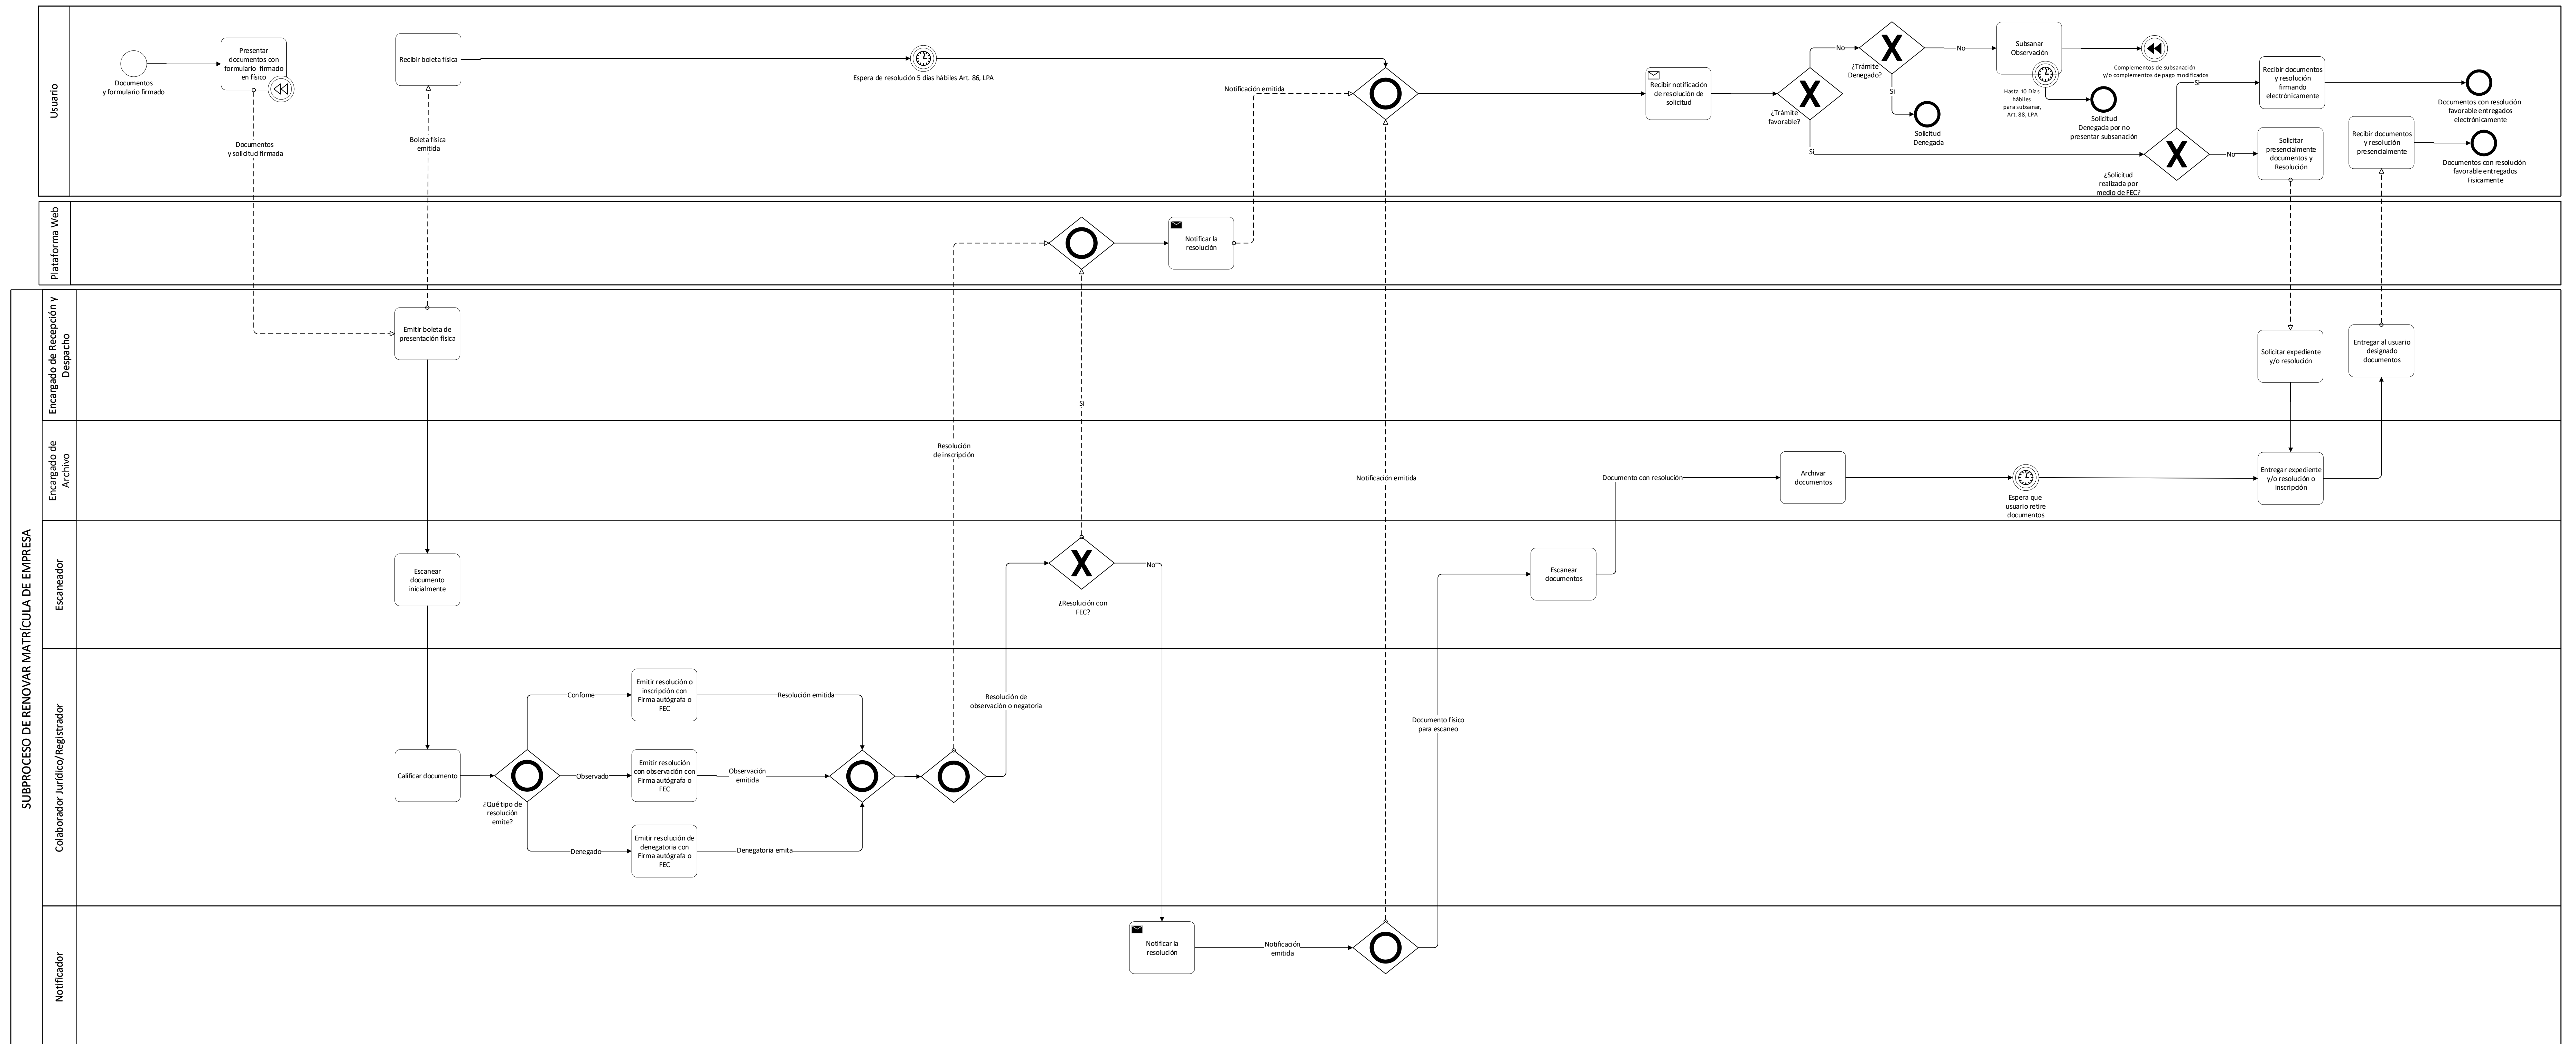 Usuario
Documentos
y formulario firmado
Presentar
documentos con
formulario firmado
en físico
Documentos
y solicitud firmada
Recibir boleta física
Boleta física
emitida
Espera de resolución 5 días hábiles Art. 86, LPA
Notificación emitida
Recibir notificación
de resolución de
solicitud
¿Trámite
favorable?
No
Si
¿Trámite
Denegado?
No
Si
Solicitud
Denegada
Subsanar
Observación
Hasta 10 Días
hábiles
para subsanar,
Art. 88, LPA
Solicitud
Denegada por no
presentar subsanación
Complementos de subsanación
y/o complementos de pago modificados
¿Solicitud
realizada por
medio de FEC?
Si
No
Recibir documentos
y resolución
firmando
electrónicamente
Documentos con resolución
favorable entregados
electrónicamente
Solicitar
presencialmente
documentos y
Resolución
Recibir documentos
y resolución
presencialmente
Documentos con resolución
favorable entregados
Fisicamente
Plataforma Web
Notificar la
resolución
SUBPROCESO DE RENOVAR MATRÍCULA DE EMPRESA
Encargado de Recepción y
Despacho
Emitir boleta de
presentación física
Si
Solicitar expediente
y/o resolución
Entregar al usuario
designado
documentos
Encargado de
Archivo
Resolución
de inscripción
Notificación emitida
Documento con resolución
Archivar
documentos
Espera que
usuario retire
documentos
Entregar expediente
y/o resolución o
inscripción
Escaneador
Escanear
documento
inicialmente
¿Resolución con
FEC?
No
Escanear
documentos
Colaborador Jurídico/Registrador
Calificar documento
¿Qué tipo de
resolución
emite?
Confome
Emitir resolución o
inscripción con
Firma autógrafa o
FEC
Resolución emitida
Observado
Emitir resolución
con observación con
Firma autógrafa o
FEC
Observación
emitida
Denegado
Emitir resolución de
denegatoria con
Firma autógrafa o
FEC
Denegatoria emita
Resolución de
observación o negatoria
Documento físico
para escaneo
Notificador
Notificar la
resolución
Notificación
emitida